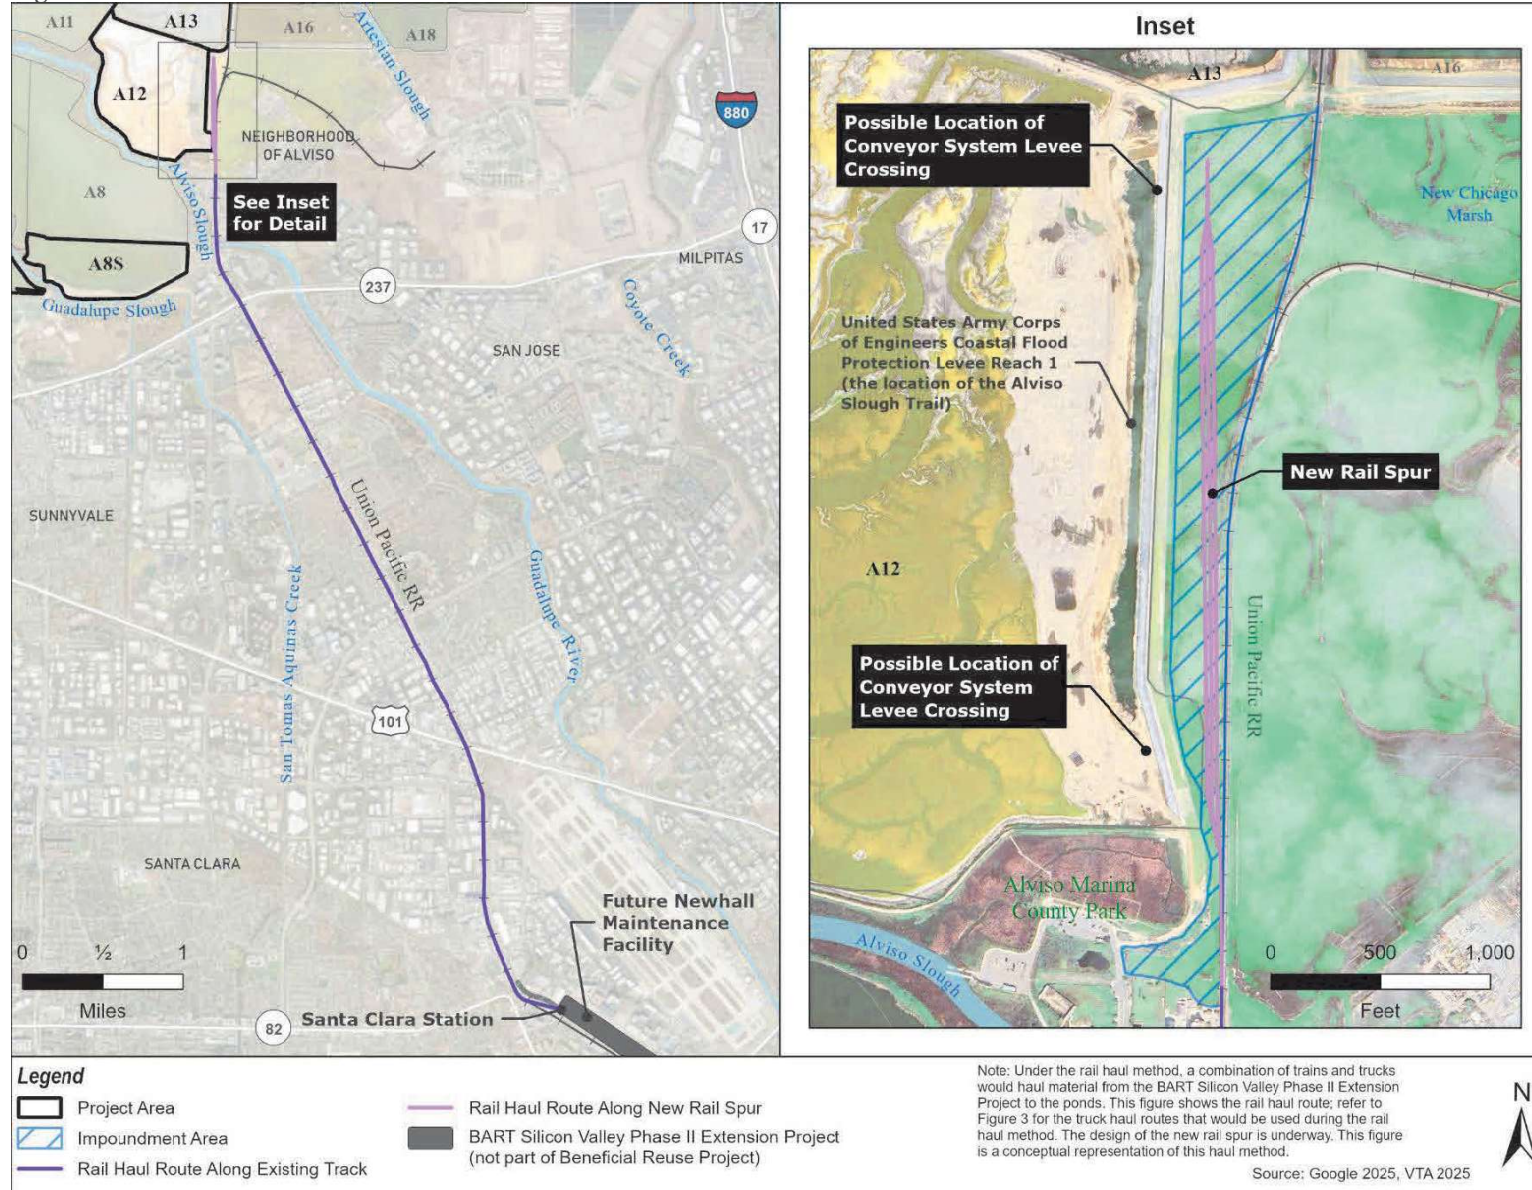 A11
A13
A16
A18
Artesian Slough
A12
880
NEIGHBORHOOD
OF ALVISO
A8
Alviso Slough
See Inset
for Detail
17
A8S
MILPITAS
237
Guadalupe Slough
Coyote Creek
SAN JOSE
Union Pacific RR
SUNNYVALE
Guadalupe River
San Tomas Aquinas Creek
101
SANTA CLARA
Future Newhall
Maintenance
Facility
0 ½ 1
Miles
82
Santa Clara Station
Inset
A13
A16
Possible Location of
Conveyor System Levee
Crossing
New Chicago
Marsh
United States Army Corps
of Engineers Coastal Flood
Protection Levee Reach 1
(the location of the Alviso
Slough Trail)
New Rail Spur
A12
Union Pacific RR
Possible Location of
Conveyor System
Levee Crossing
Alviso Marina
County Park
Alviso Slough
0 500 1,000
Feet
Legend
Project Area
Impoundment Area
Rail Haul Route Along Existing Track
Rail Haul Route Along New Rail Spur
BART Silicon Valley Phase II Extension Project
(not part of Beneficial Reuse Project)
Note: Under the rail haul method, a combination of trains and trucks
would haul material from the BART Silicon Valley Phase II Extension
Project to the ponds. This figure shows the rail haul route; refer to
Figure 3 for the truck haul routes that would be used during the rail
haul method. The design of the new rail spur is underway. This figure
is a conceptual representation of this haul method.
Source: Google 2025, VTA 2025
N